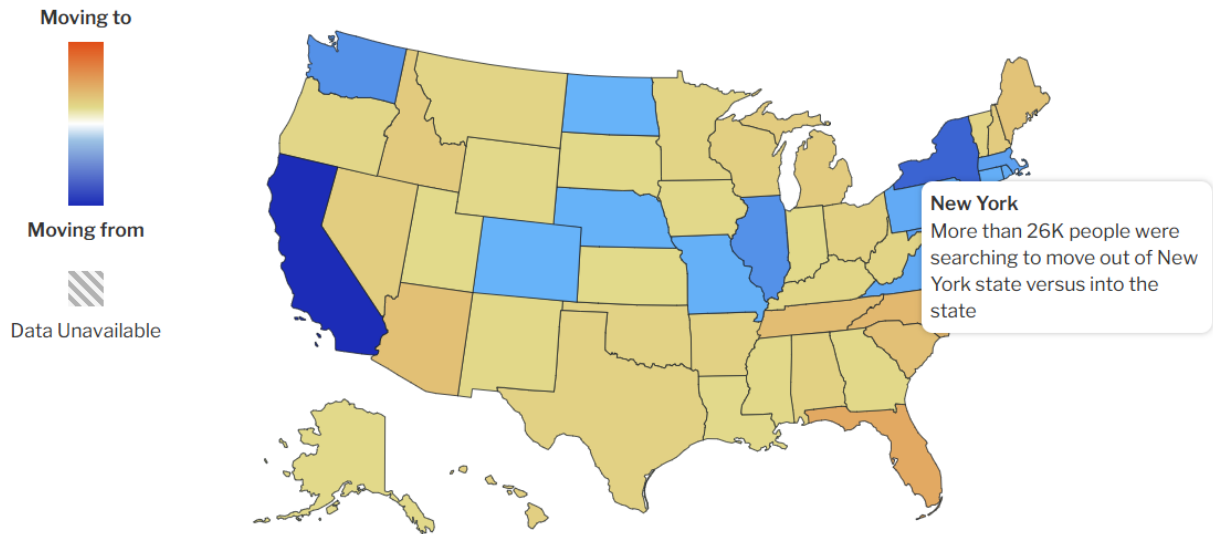 Moving to
Moving from
Data Unavailable
New York
More than 26K people were
searching to move out of New
York state versus into the
state